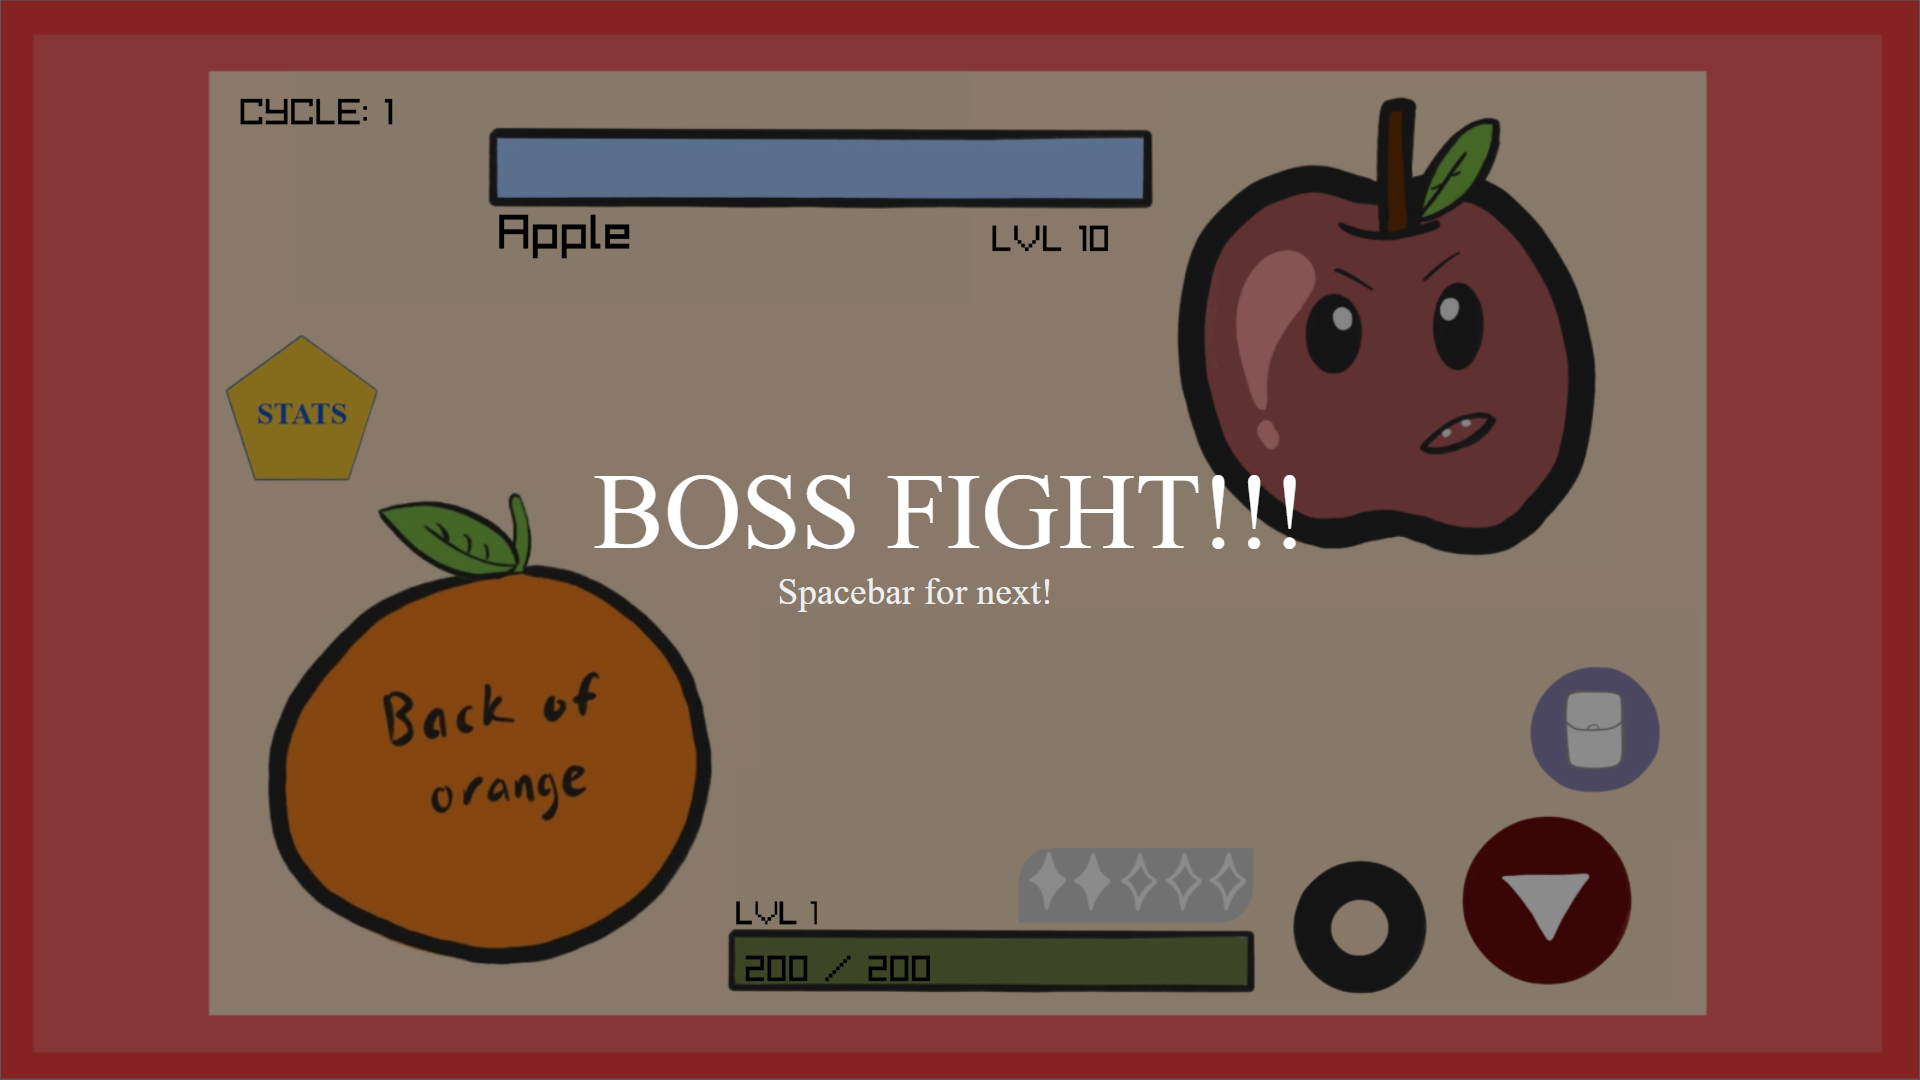 CYCLE: 1
Apple
LVL 10
STATS
BOSS FIGHT!!!
Spacebar for next!
Back of
orange
LVL 1
200 / 200